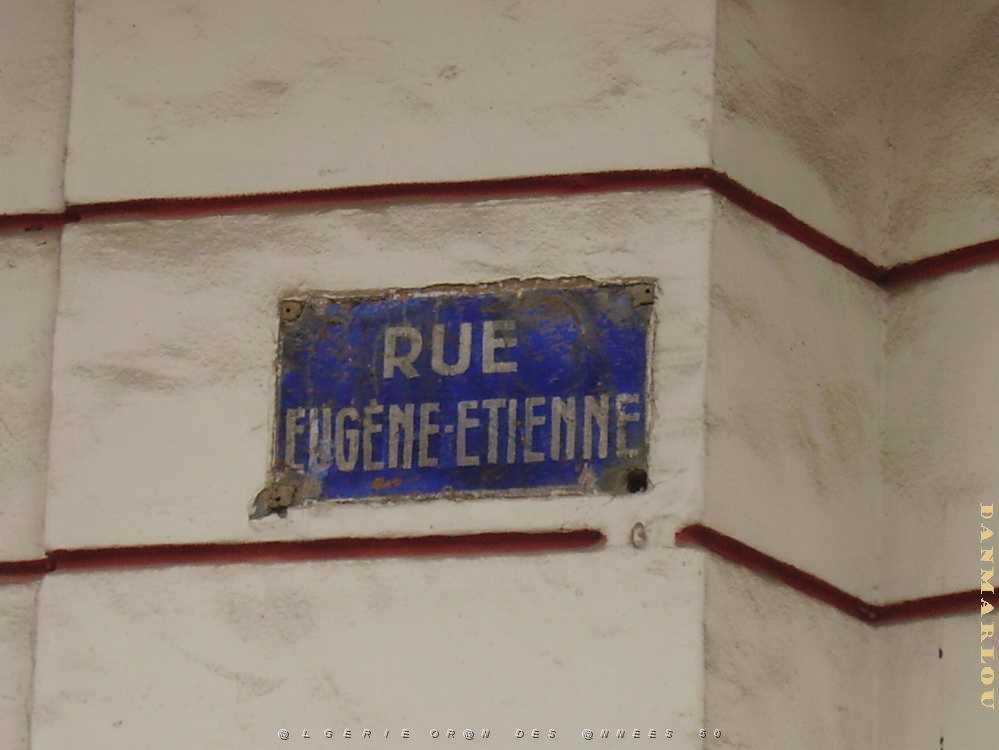 RUE
EUGÈNE-ETIENNE
DANMARLOU
@LGERIE OR@N DES @NNEES 60